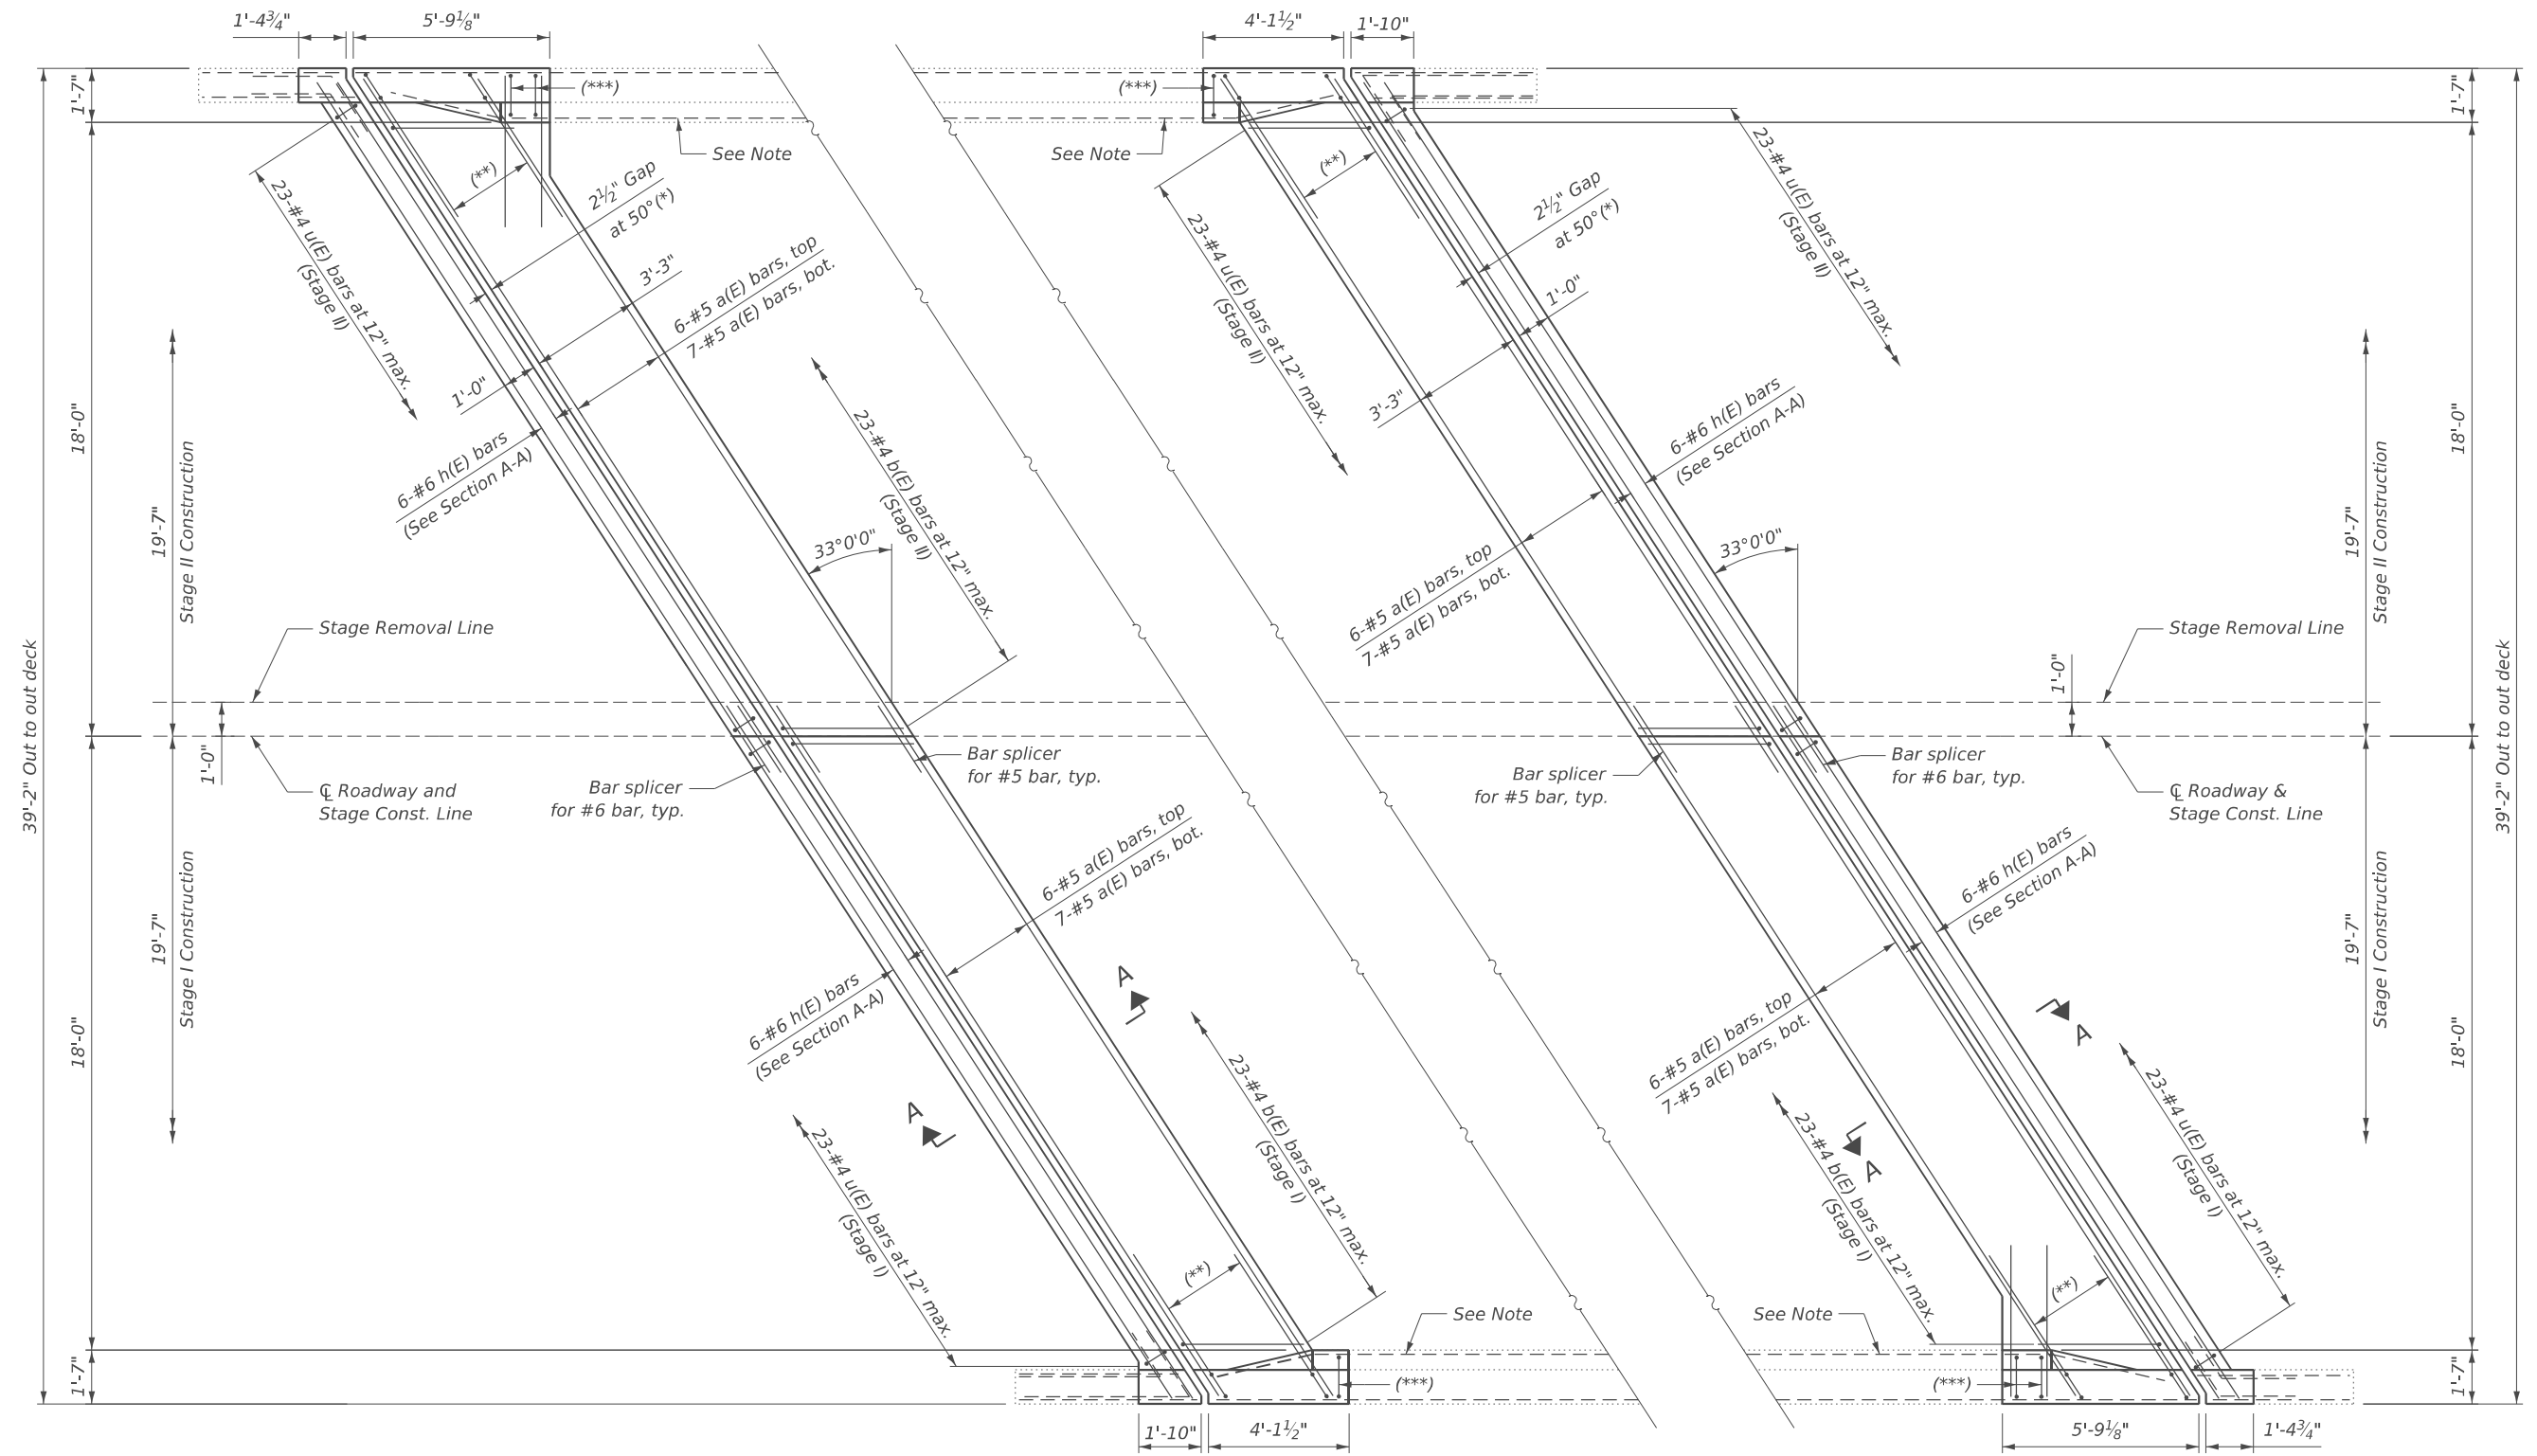 1'-4¾"
5'-9⅛"
4'-1½"
1'-10"
1'-7"
(***)
(***)
1'-7"
See Note
See Note
(**)
(**)
2½" Gap
at 50°(*)
2½" Gap
at 50°(*)
23-#4 u(E) bars at 12" max.
(Stage II)
23-#4 u(E) bars at 12" max.
(Stage II)
23-#4 u(E) bars at 12" max.
(Stage II)
3'-3"
1'-0"
6-#5 a(E) bars, top
7-#5 a(E) bars, bot.
1'-0"
3'-3"
18'-0"
18'-0"
6-#6 h(E) bars
(See Section A-A)
6-#6 h(E) bars
(See Section A-A)
23-#4 b(E) bars at 12" max.
(Stage II)
19'-7"
Stage II Construction
19'-7"
Stage II Construction
33°0'0"
33°0'0"
6-#5 a(E) bars, top
7-#5 a(E) bars, bot.
Stage Removal Line
Stage Removal Line
39'-2" Out to out deck
39'-2" Out to out deck
1'-0"
1'-0"
Bar splicer
for #5 bar, typ.
Bar splicer
for #6 bar, typ.
Bar splicer
for #5 bar, typ.
Bar splicer
for #6 bar, typ.
℄ Roadway and
Stage Const. Line
℄ Roadway &
Stage Const. Line
6-#5 a(E) bars, top
7-#5 a(E) bars, bot.
6-#6 h(E) bars
(See Section A-A)
19'-7"
Stage I Construction
19'-7"
Stage I Construction
A
A
6-#6 h(E) bars
(See Section A-A)
6-#5 a(E) bars, top
7-#5 a(E) bars, bot.
18'-0"
18'-0"
A
A
23-#4 b(E) bars at 12" max.
(Stage I)
23-#4 u(E) bars at 12" max.
(Stage I)
23-#4 b(E) bars at 12" max.
(Stage I)
23-#4 u(E) bars at 12" max.
(Stage I)
(**)
(**)
See Note
See Note
1'-7"
(***)
(***)
1'-7"
1'-10"
4'-1½"
5'-9⅛"
1'-4¾"